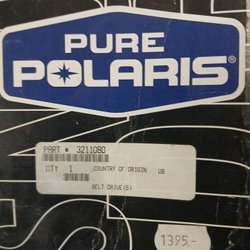 PURE
POLARIS®
PART # 3211080
QTY 1 COUNTRY OF ORIGIN US
BELT DRIVE(S)
1395.-